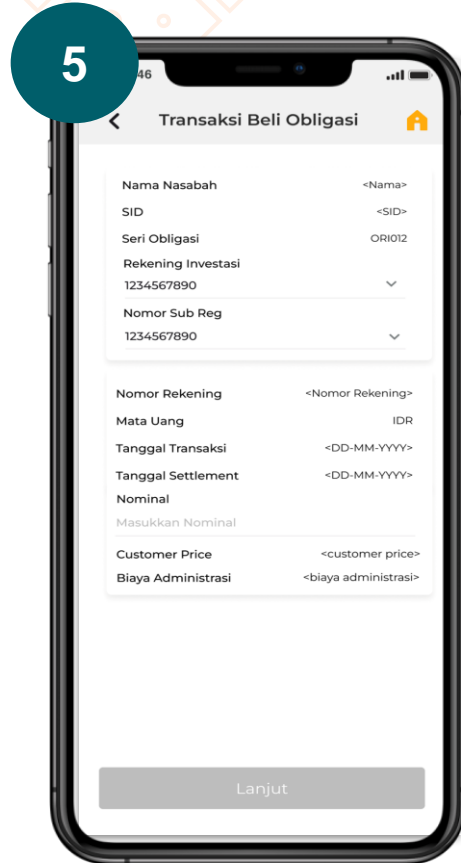 5
46
Transaksi Beli Obligasi
Nama Nasabah <Nama>
SID <SID>
Seri Obligasi ORI012
Rekening Investasi
1234567890
Nomor Sub Reg
1234567890
Nomor Rekening <Nomor Rekening>
Mata Uang IDR
Tanggal Transaksi <DD-MM-YYYY>
Tanggal Settlement <DD-MM-YYYY>
Nominal
Masukkan Nominal
Customer Price <customer price>
Biaya Administrasi <biaya administrasi>
Lanjut